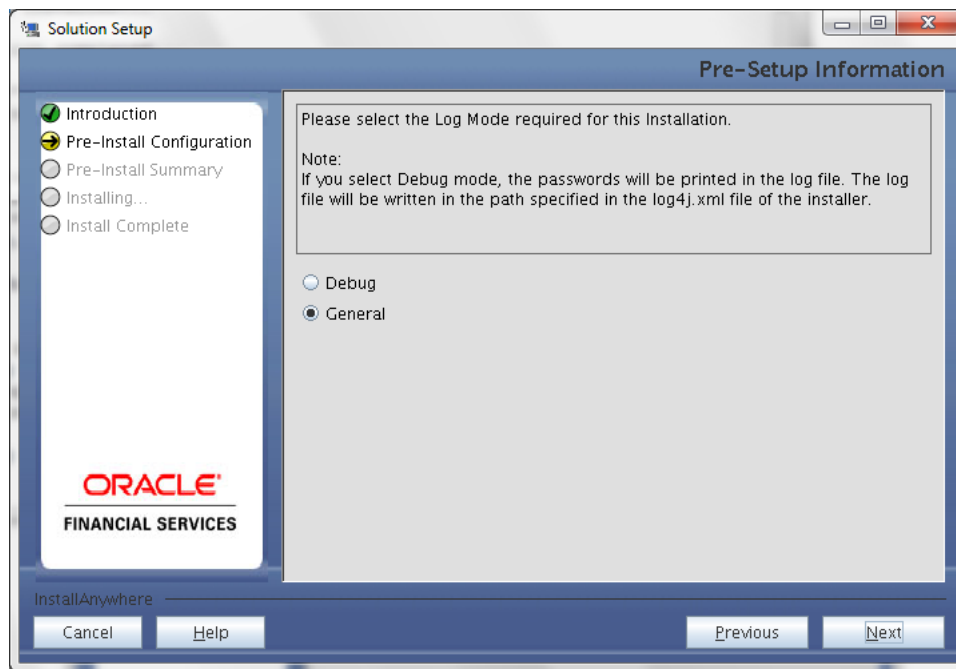 Solution Setup
Pre-Setup Information
Introduction
Pre-Install Configuration
Pre-Install Summary
Installing...
Install Complete
ORACLE
FINANCIAL SERVICES
Please select the Log Mode required for this Installation.
Note:
If you select Debug mode, the passwords will be printed in the log file. The log
file will be written in the path specified in the log4j.xml file of the installer.
Debug
General
InstallAnywhere
Cancel
Help
Previous
Next